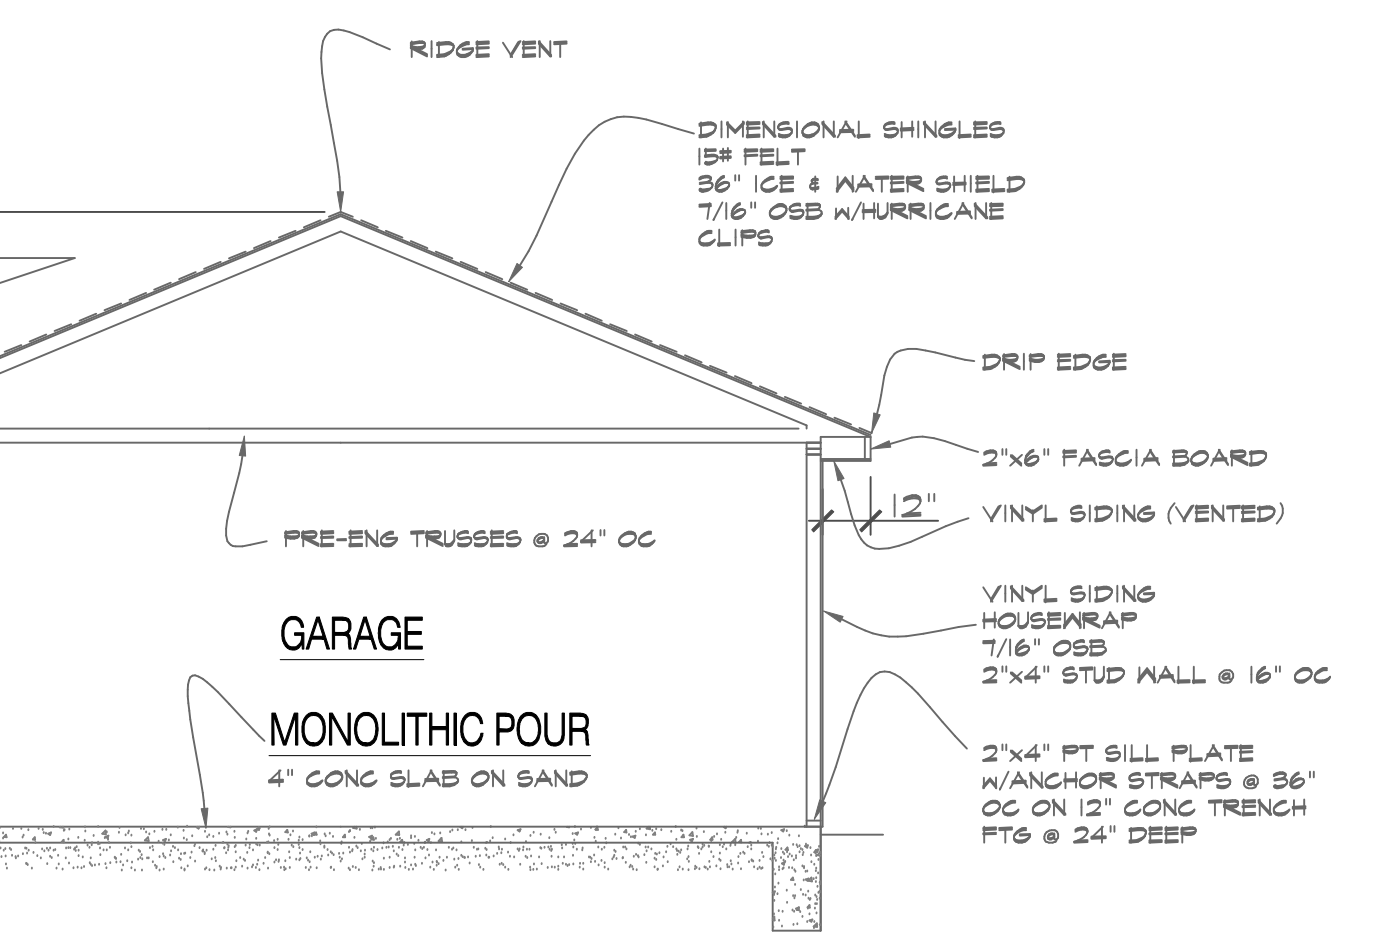 RIDGE VENT
DIMENSIONAL SHINGLES
15# FELT
36" ICE & WATER SHIELD
7/16" OSB W/HURRICANE
CLIPS
DRIP EDGE
2"x6" FASCIA BOARD
12"
VINYL SIDING (VENTED)
PRE-ENG TRUSSES @ 24" OC
VINYL SIDING
HOUSEWRAP
7/16" OSB
2"x4" STUD WALL @ 16" OC
GARAGE
MONOLITHIC POUR
4" CONC SLAB ON SAND
2"x4" PT SILL PLATE
W/ANCHOR STRAPS @ 36"
OC ON 12" CONC TRENCH
FTG @ 24" DEEP